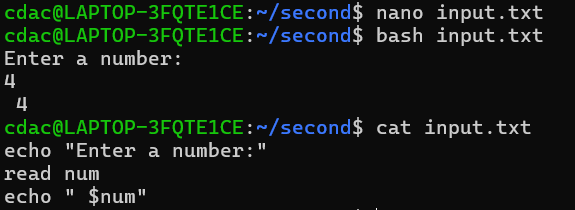 cdac@LAPTOP-3FQTE1CE:~/second$ nano input.txt
cdac@LAPTOP-3FQTE1CE:~/second$ bash input.txt
Enter a number:
4
 4
cdac@LAPTOP-3FQTE1CE:~/second$ cat input.txt
echo "Enter a number:"
read num
echo " $num"